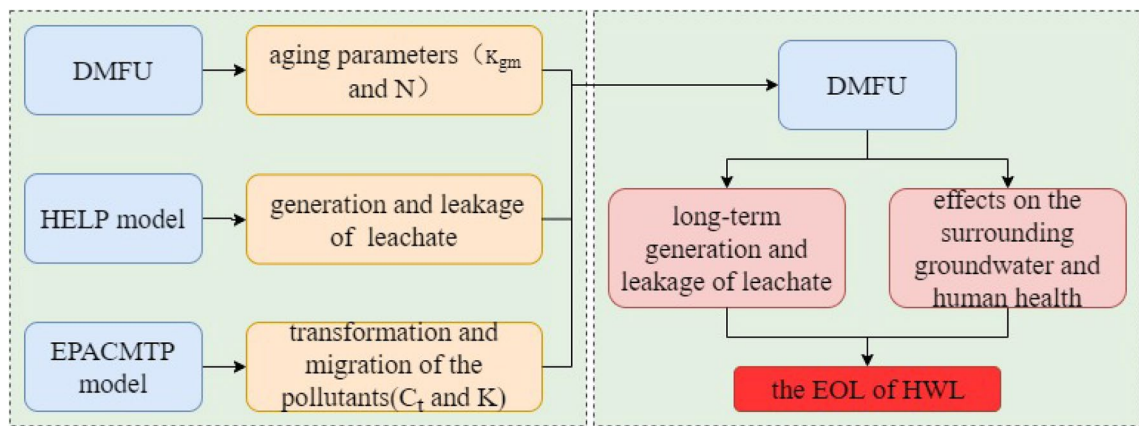 DMFU
aging parameters（κgm
and N）
HELP model
generation and leakage
of leachate
EPACMTP
model
transformation and
migration of the
pollutants(Ct and K)
DMFU
long-term
generation and
leakage of leachate
effects on the
surrounding
groundwater and
human health
the EOL of HWL